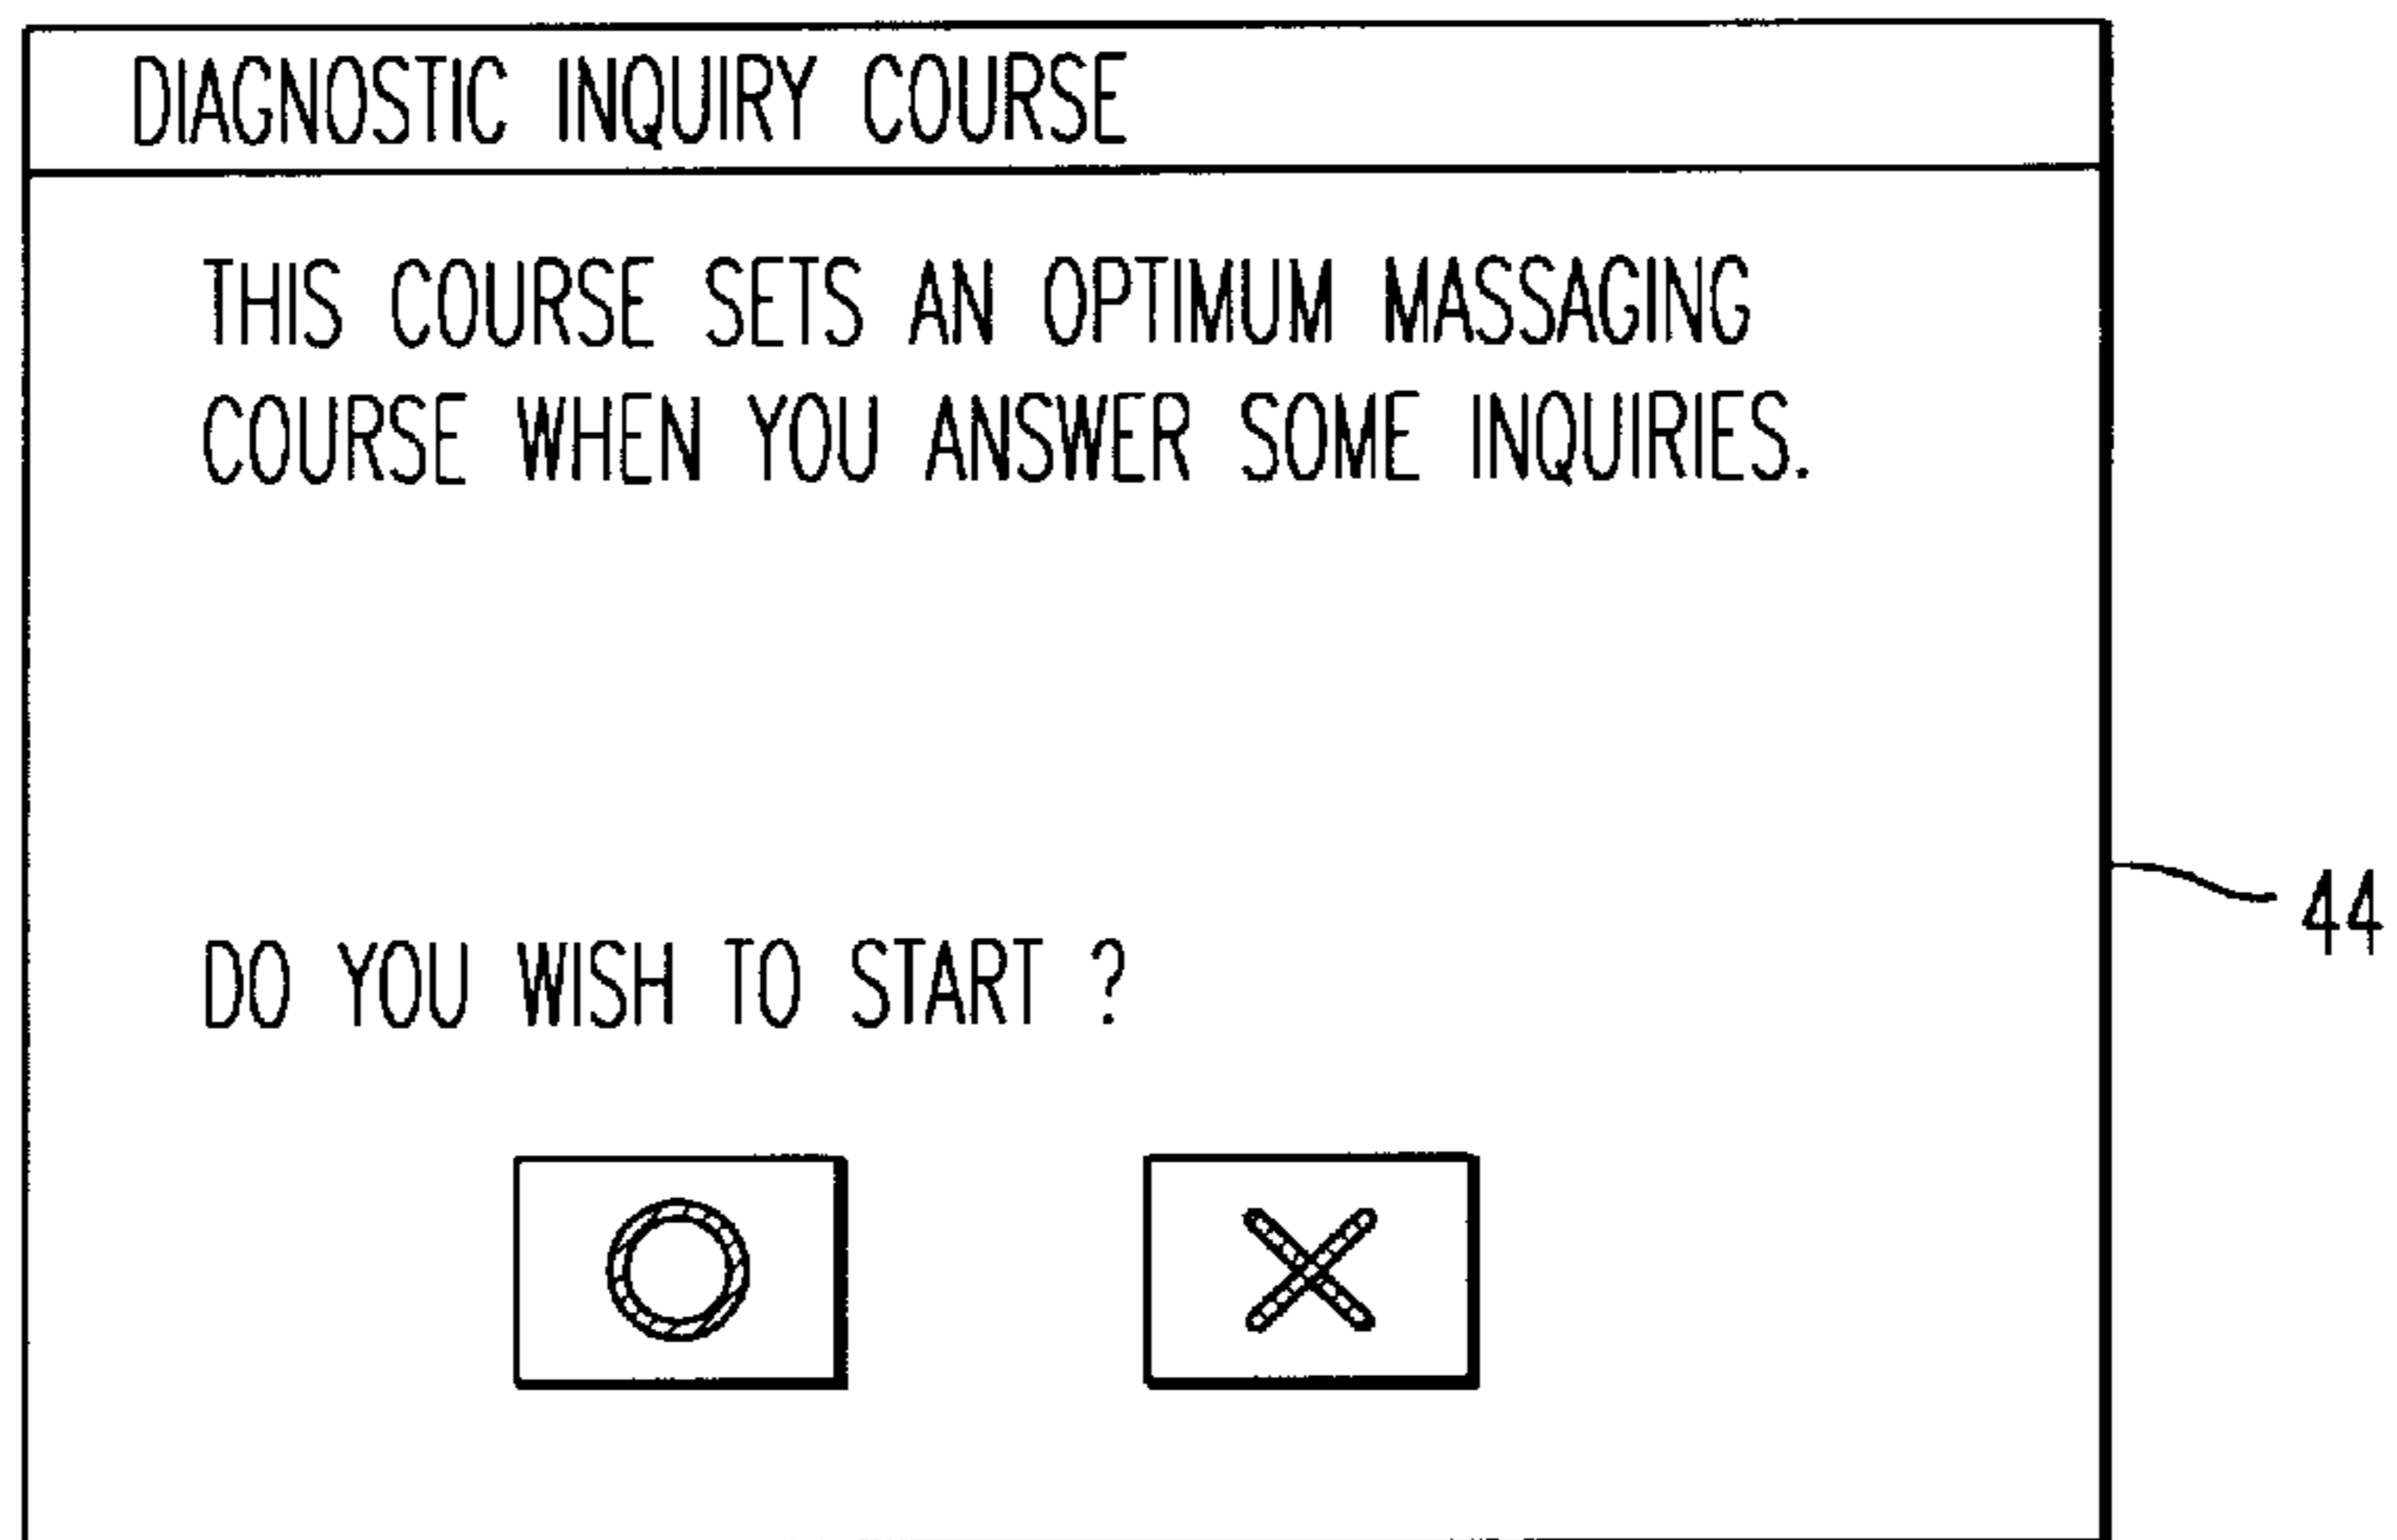 DIAGNOSTIC INQUIRY COURSE
THIS COURSE SETS AN OPTIMUM MASSAGING
COURSE WHEN YOU ANSWER SOME INQUIRIES.
44
DO YOU WISH TO START ?